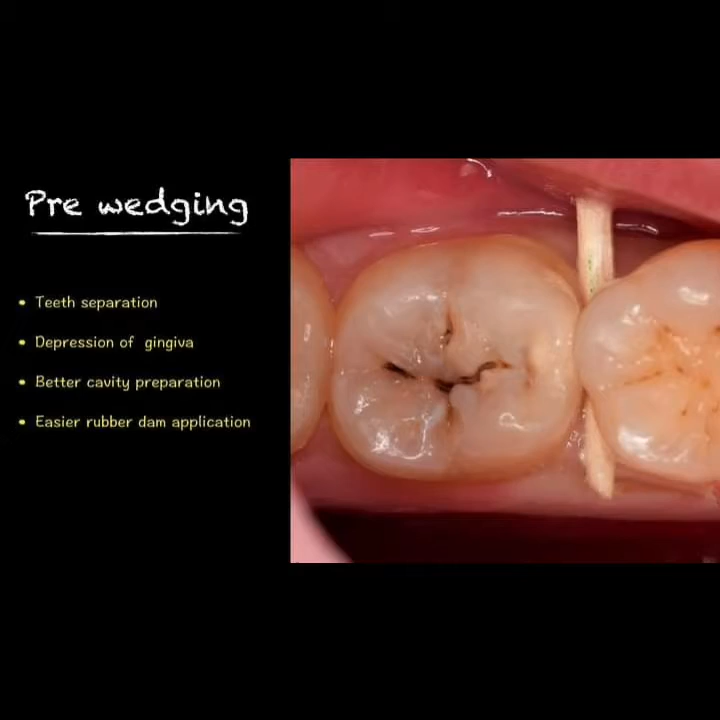 Pre wedging
• Teeth separation
• Depression of gingiva
• Better cavity preparation
• Easier rubber dam application